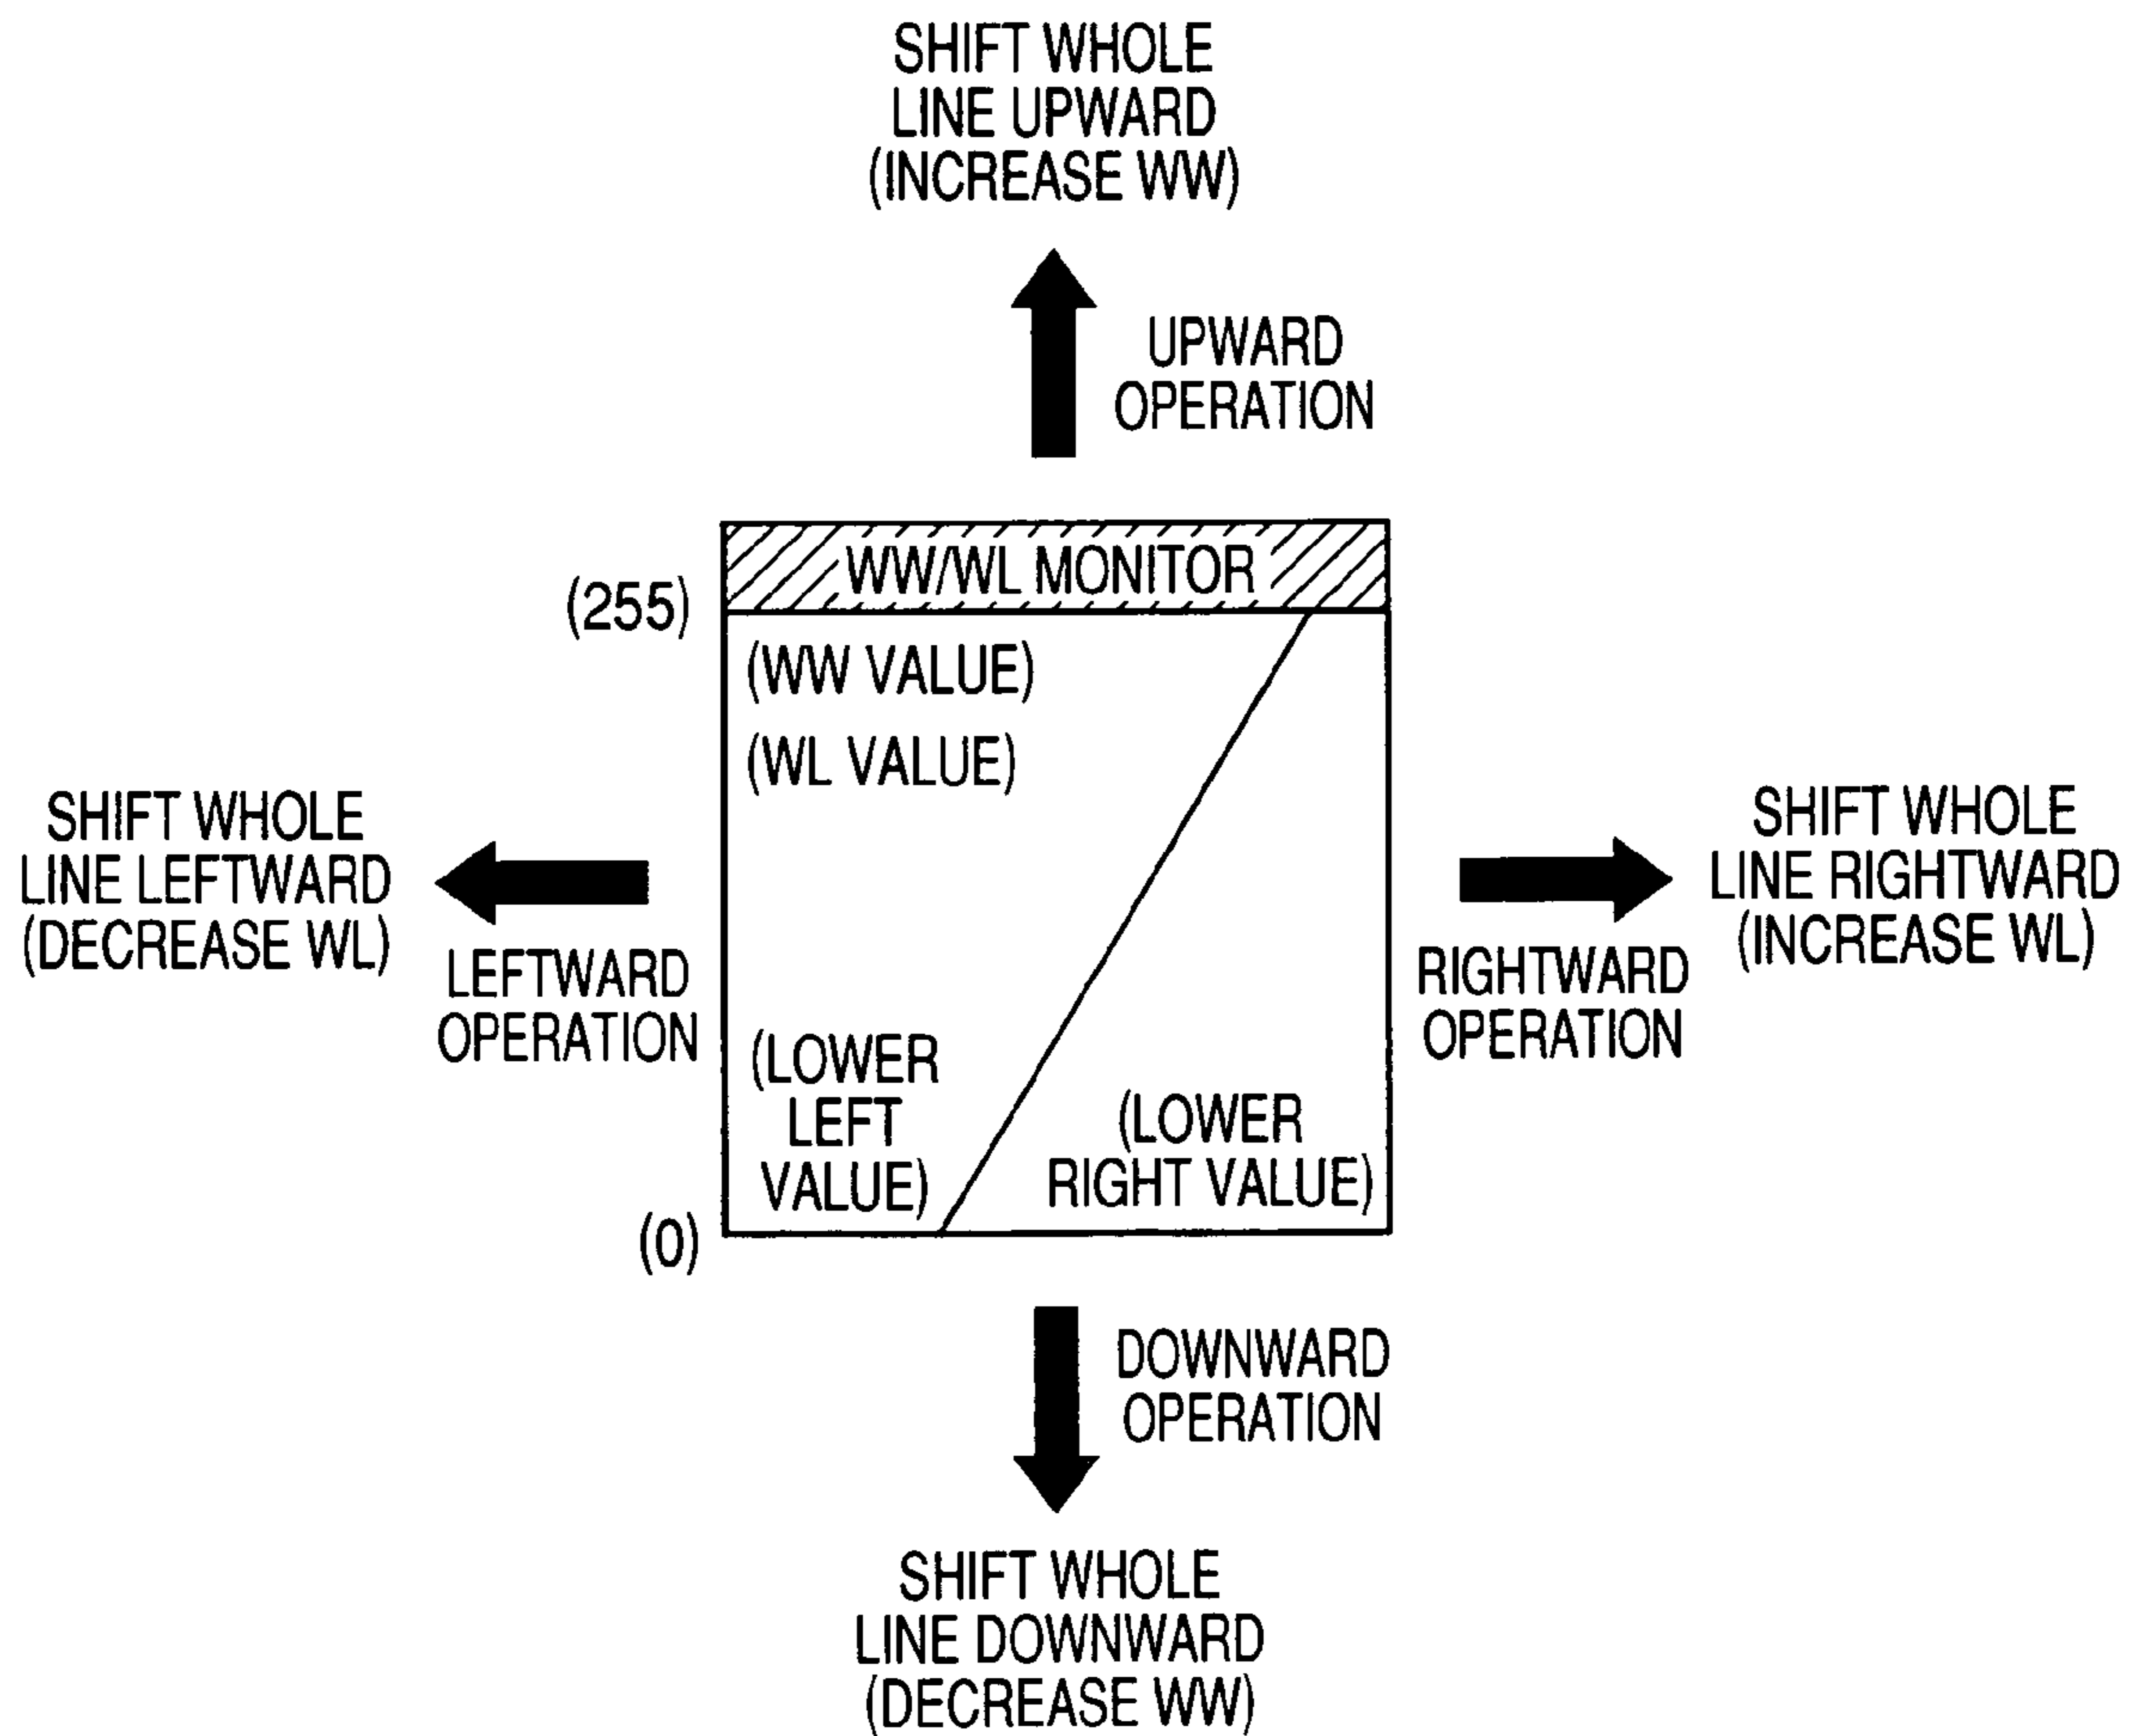 SHIFT WHOLE
LINE UPWARD
(INCREASE WW)
UPWARD
OPERATION
WW/WL MONITOR
(255)
(WW VALUE)
(WL VALUE)
SHIFT WHOLE
LINE LEFTWARD
(DECREASE WL)
LEFTWARD
OPERATION
SHIFT WHOLE
LINE RIGHTWARD
(INCREASE WL)
RIGHTWARD
OPERATION
(LOWER
LEFT
VALUE)
(LOWER
RIGHT VALUE)
(0)
DOWNWARD
OPERATION
SHIFT WHOLE
LINE DOWNWARD
(DECREASE WW)